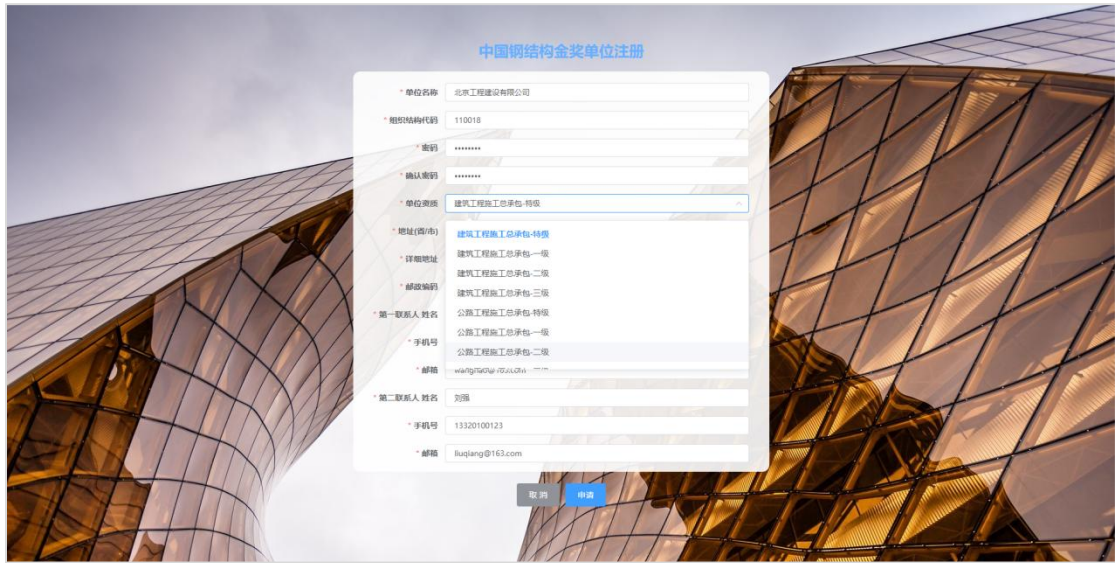 中国钢结构金奖单位注册
* 单位名称 北京工程建设有限公司
* 组织结构代码 110018
* 密码 ••••••••
* 确认密码 ••••••••
* 单位资质 建筑工程施工总承包-特级
* 地址(省/市) 建筑工程施工总承包-特级
建筑工程施工总承包-一级
* 详细地址
建筑工程施工总承包-二级
* 邮政编码 建筑工程施工总承包-三级
* 第一联系人 姓名 公路工程施工总承包-特级
公路工程施工总承包-一级
* 手机号
公路工程施工总承包-二级
* 邮箱
* 第二联系人 姓名 刘强
* 手机号 13320100123
* 邮箱 liuqiang@163.com
取消 申请